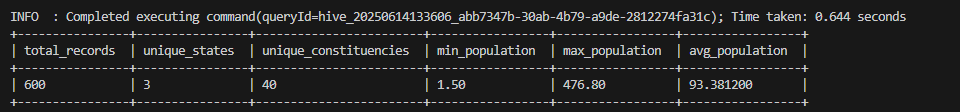 INFO  : Completed executing command(queryId=hive_20250614133606_abb7347b-30ab-4b79-a9de-2812274fa31c); Time taken: 0.644 seconds
+----------------+----------------+------------------------+-----------------+-----------------+-----------------+
| total_records  | unique_states  | unique_constituencies  | min_population  | max_population  | avg_population  |
+----------------+----------------+------------------------+-----------------+-----------------+-----------------+
| 600            | 3              | 40                     | 1.50            | 476.80          | 93.381200       |
+----------------+----------------+------------------------+-----------------+-----------------+-----------------+